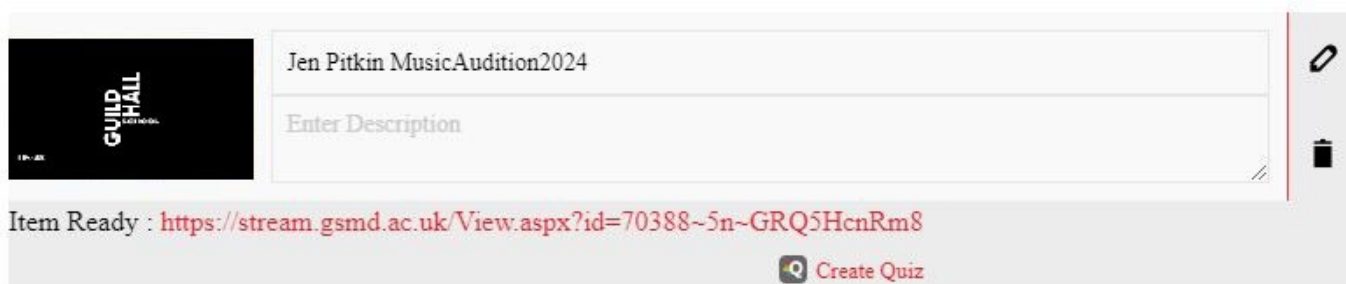 Jen Pitkin MusicAudition2024
GUILD
HALL
SCHOOL
Enter Description
Item Ready : https://stream.gsmd.ac.uk/View.aspx?id=70388~5n~GRQ5HcnRm8
Q Create Quiz